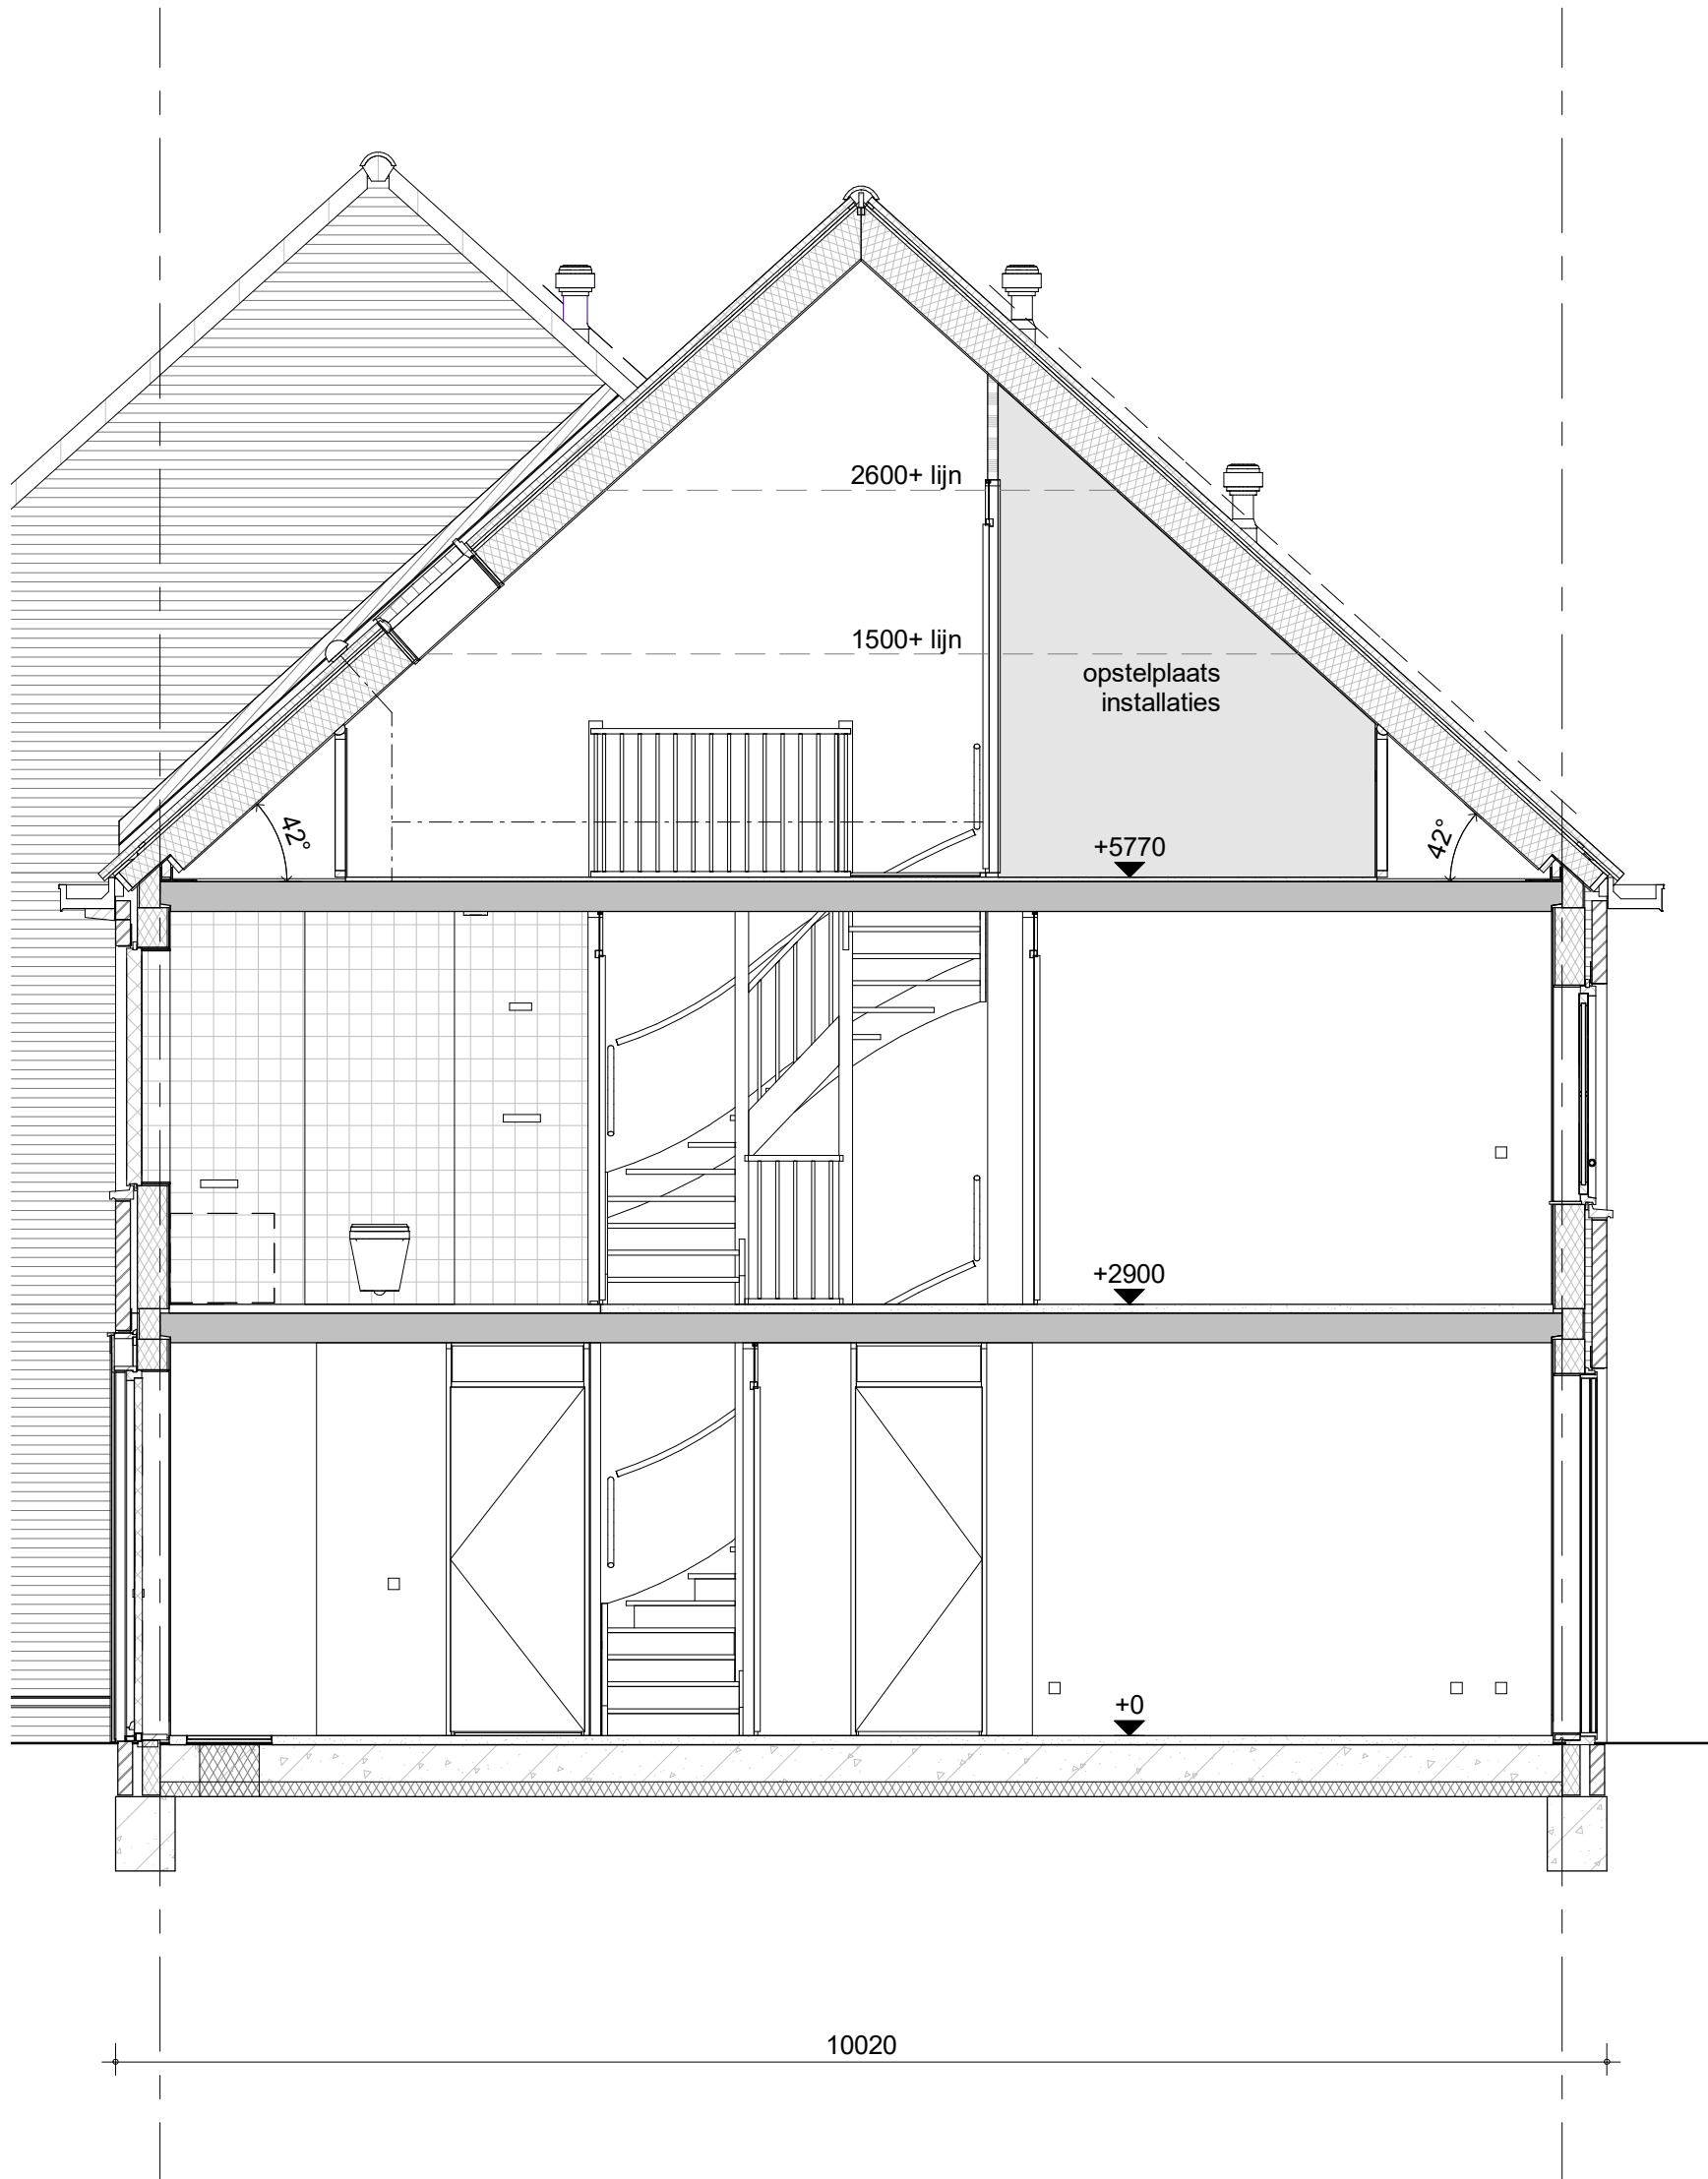 2600+ lijn
1500+ lijn
opstelplaats
installaties
42°
+5770
42°
+2900
+0
10020